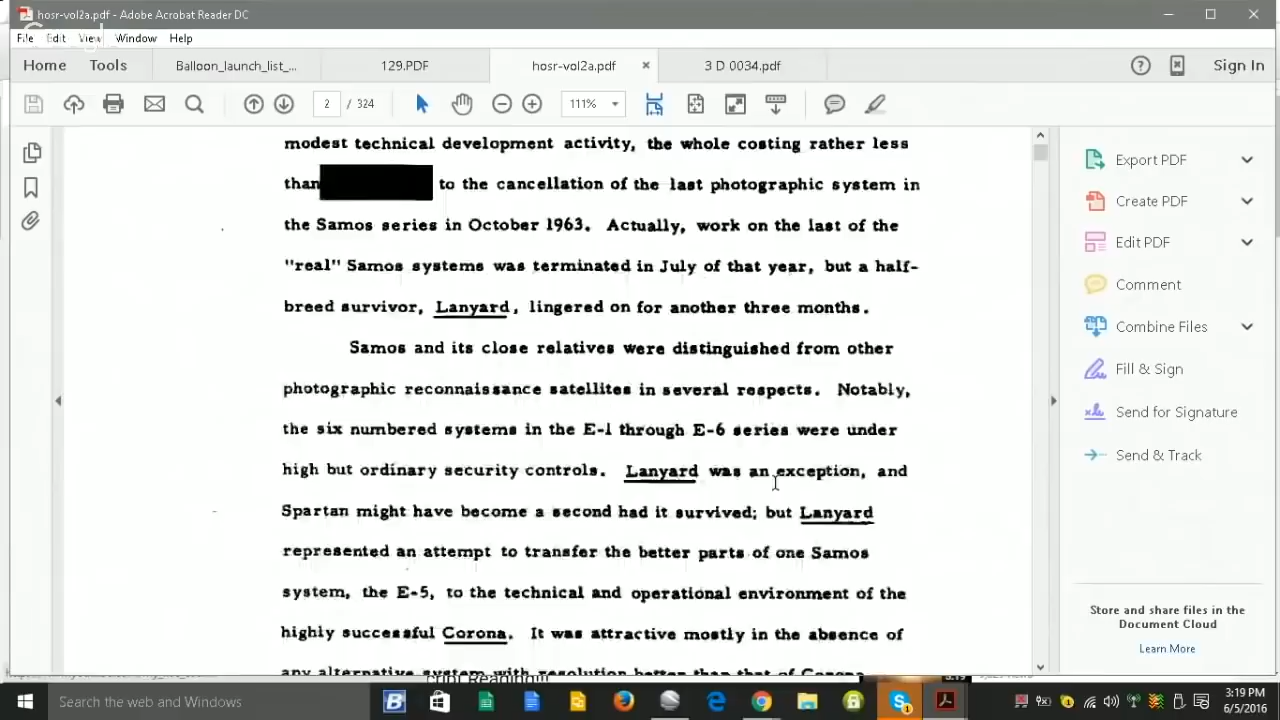 hosr-vol2a.pdf - Adobe Acrobat Reader DC
File Edit View Window Help
Home Tools Balloon_launch_list_... 129.PDF hosr-vol2a.pdf × 3 D 0034.pdf Sign In
2 / 324 111%
modest technical development activity, the whole costing rather less
than to the cancellation of the last photographic system in
the Samos series in October 1963. Actually, work on the last of the
"real" Samos systems was terminated in July of that year, but a half-
breed survivor, Lanyard, lingered on for another three months.
Samos and its close relatives were distinguished from other
photographic reconnaissance satellites in several respects. Notably,
the six numbered systems in the E-1 through E-6 series were under
high but ordinary security controls. Lanyard was an exception, and
Spartan might have become a second had it survived; but Lanyard
represented an attempt to transfer the better parts of one Samos
system, the E-5, to the technical and operational environment of the
highly successful Corona. It was attractive mostly in the absence of
any alternative system with resolution better than that of Corona.
Export PDF
Create PDF
Edit PDF
Comment
Combine Files
Fill & Sign
Send for Signature
Send & Track
Store and share files in the
Document Cloud
Learn More
Search the web and Windows
3:19 PM
6/5/2016